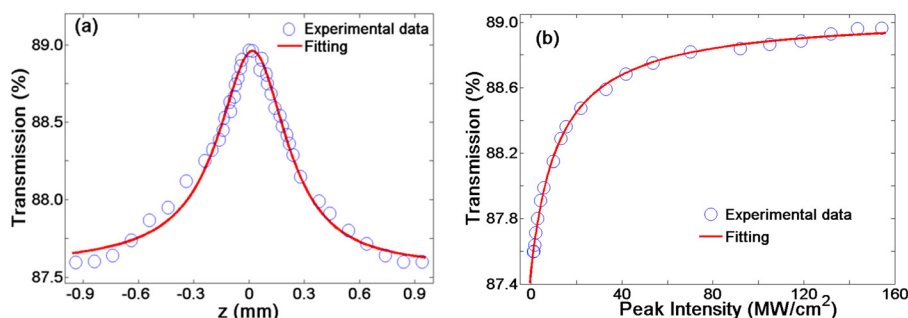 (a)
Experimental data
Fitting
Transmission (%)
89.0
88.5
88.0
87.5
-0.9
-0.6
-0.3
0
0.3
0.6
0.9
z (mm)
(b)
Experimental data
Fitting
Transmission (%)
89.0
88.6
88.2
87.8
87.4
0
40
80
120
160
Peak Intensity (MW/cm²)